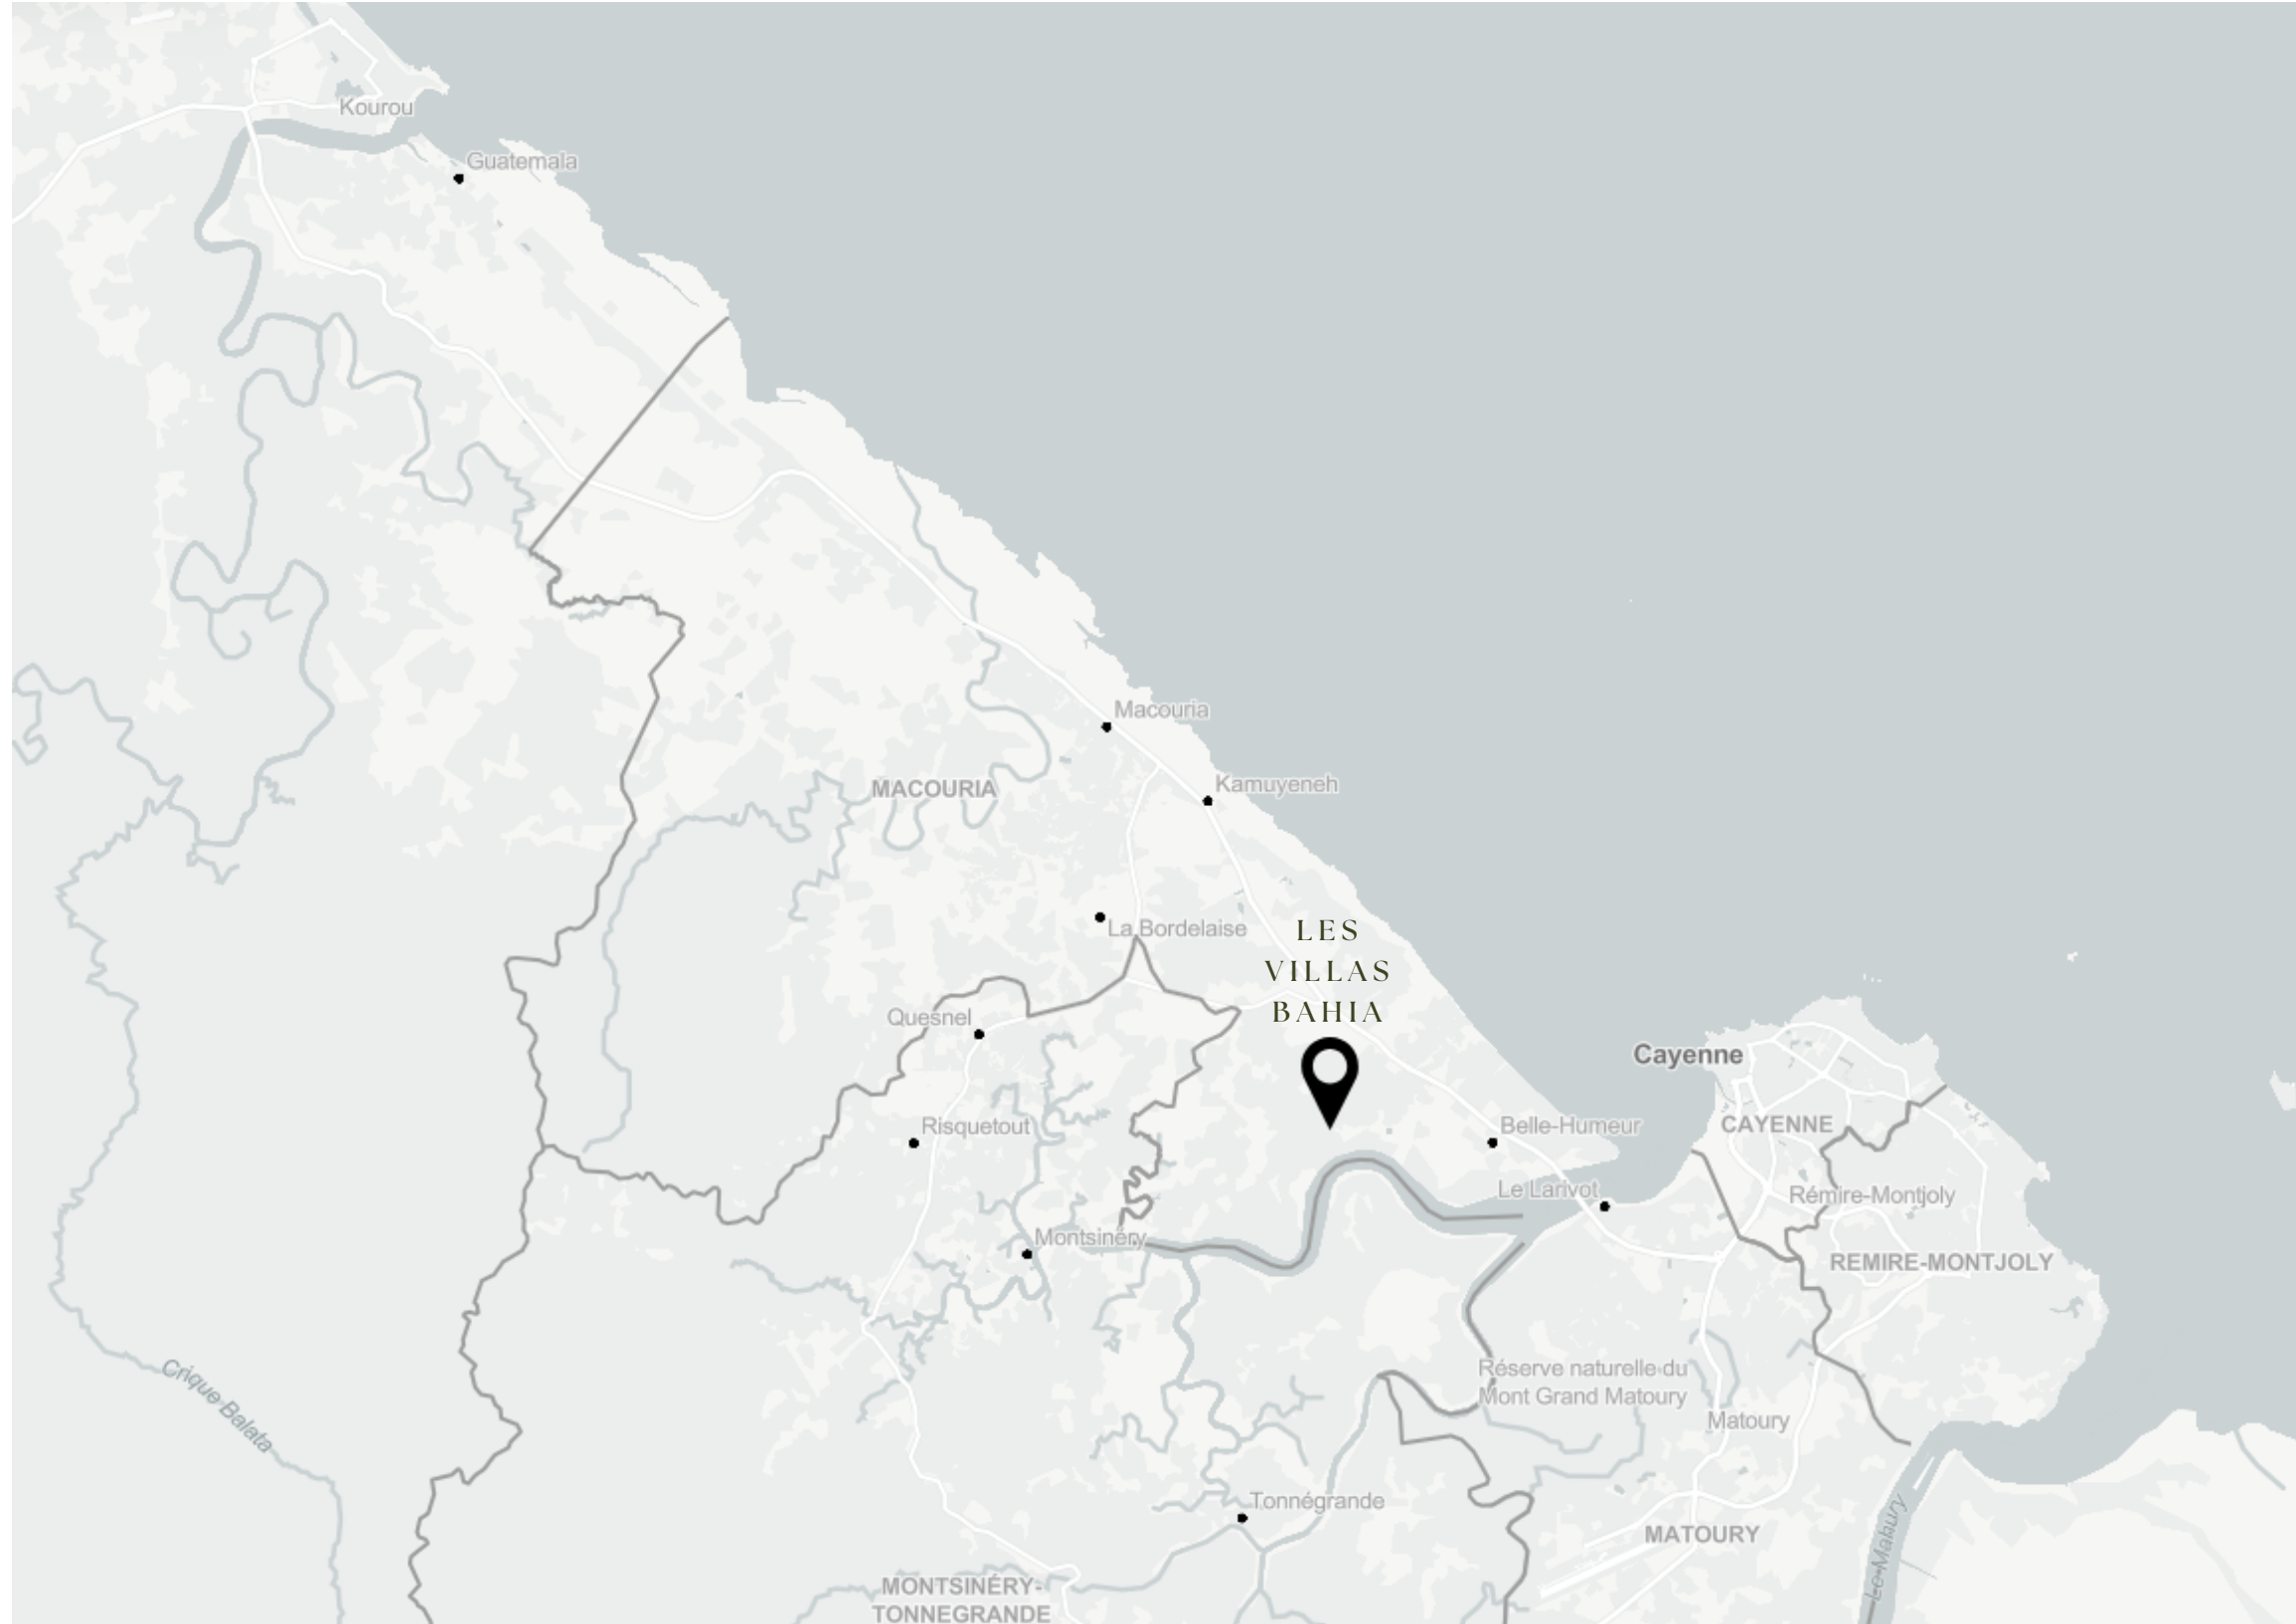 Kourou
Guatemala
Macouria
Kamuyeneh
MACOURIA
La Bordelaise
LES
VILLAS
BAHIA
Quesnel
Cayenne
Risquetout
Belle-Humeur
CAYENNE
Le Larivot
Rémire-Montjoly
Montsinéry
REMIRE-MONTJOLY
Crique Balata
Réserve naturelle du
Mont Grand Matoury
Matoury
Tonnégrande
MATOURY
Le Mahury
MONTSINÉRY-
TONNEGRANDE